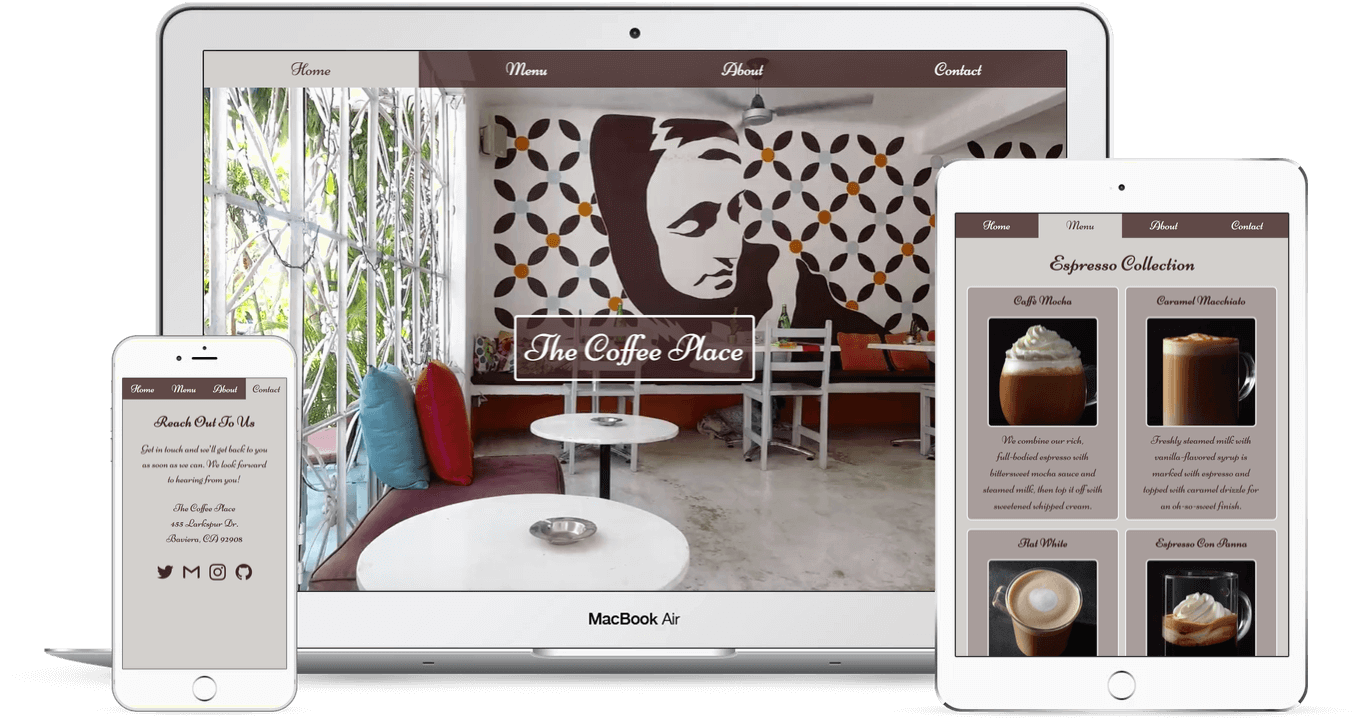 Home
Menu
About
Contact
The Coffee Place
MacBook Air
Home
Menu
About
Contact
Reach Out To Us
Get in touch and we'll get back to you
as soon as we can. We look forward
to hearing from you!
The Coffee Place
455 Larkspur Dr.
Baviera, CA 92908
Home
Menu
About
Contact
Espresso Collection
Caffè Mocha
Caramel Macchiato
We combine our rich,
full-bodied espresso with
bittersweet mocha sauce and
steamed milk, then top it off with
sweetened whipped cream.
Freshly steamed milk with
vanilla-flavored syrup is
marked with espresso and
topped with caramel drizzle for
an oh-so-sweet finish.
Flat White
Espresso Con Panna